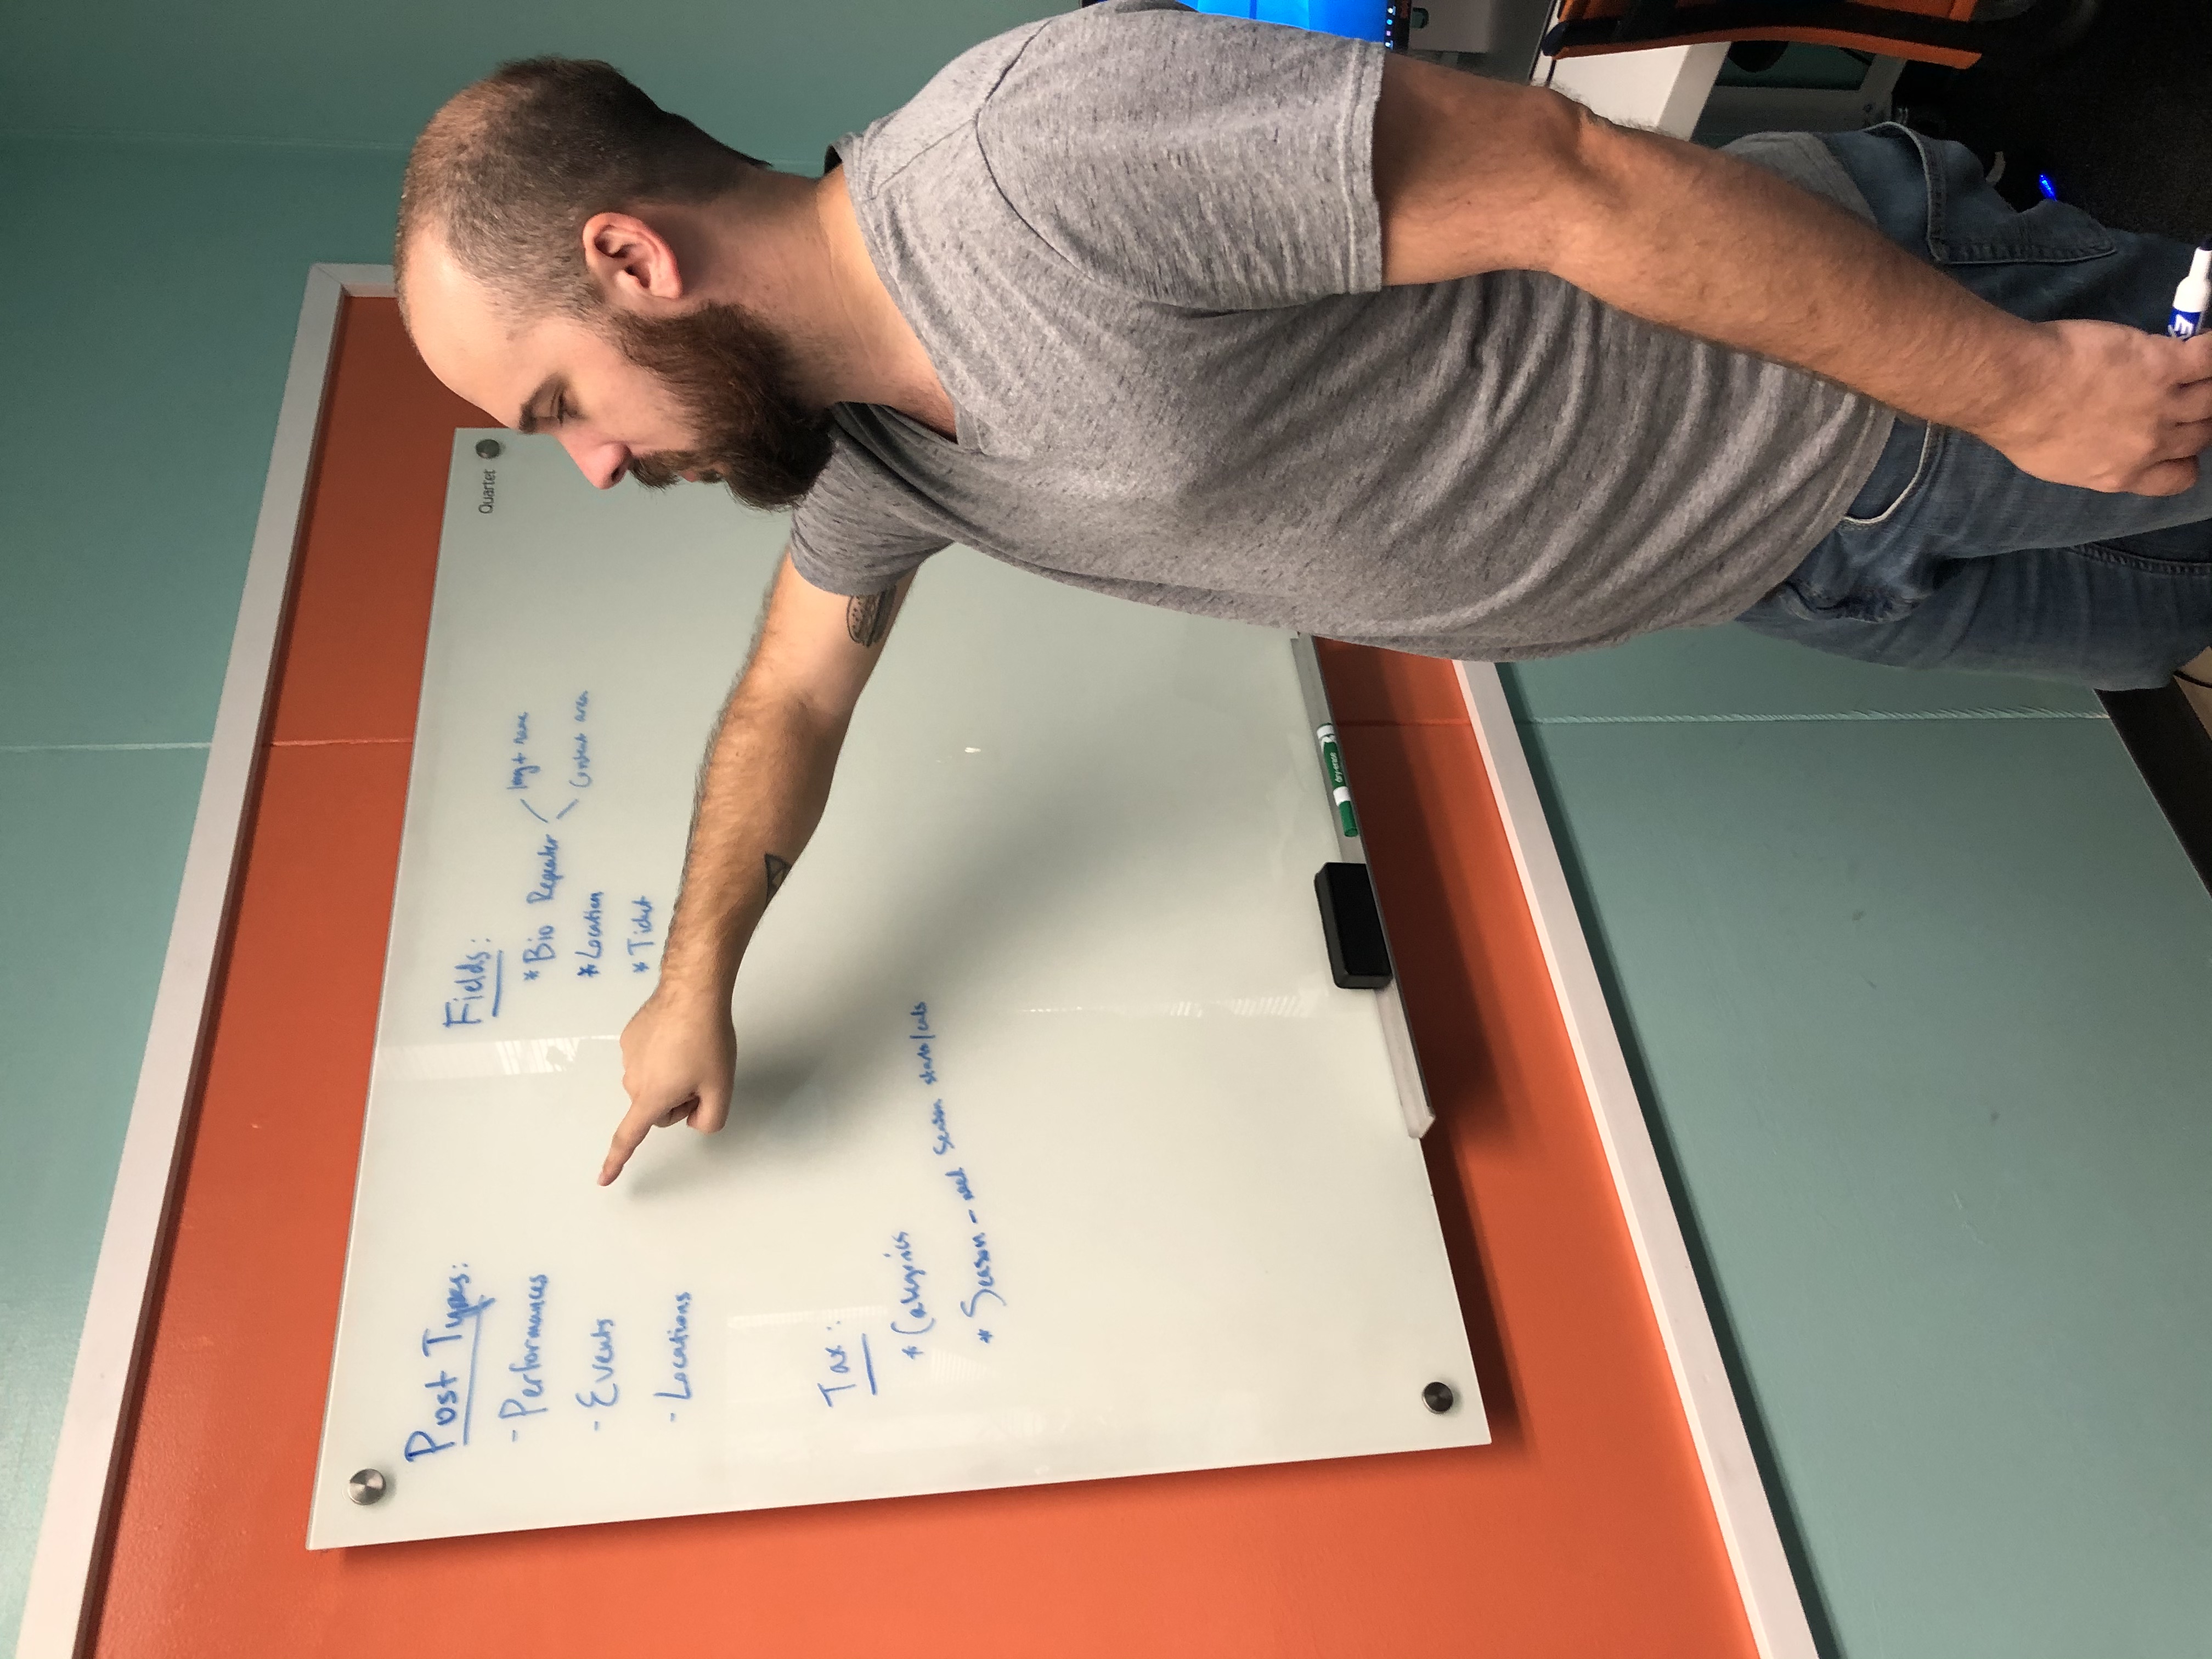 Post Types:
- Performances
- Events
- Locations
Tax:
* Categories
* Season - need Season starts/ends
Fields:
* Bio Repeater
img + name
Content area
* Location
* Ticket
Quartet
dry-erase